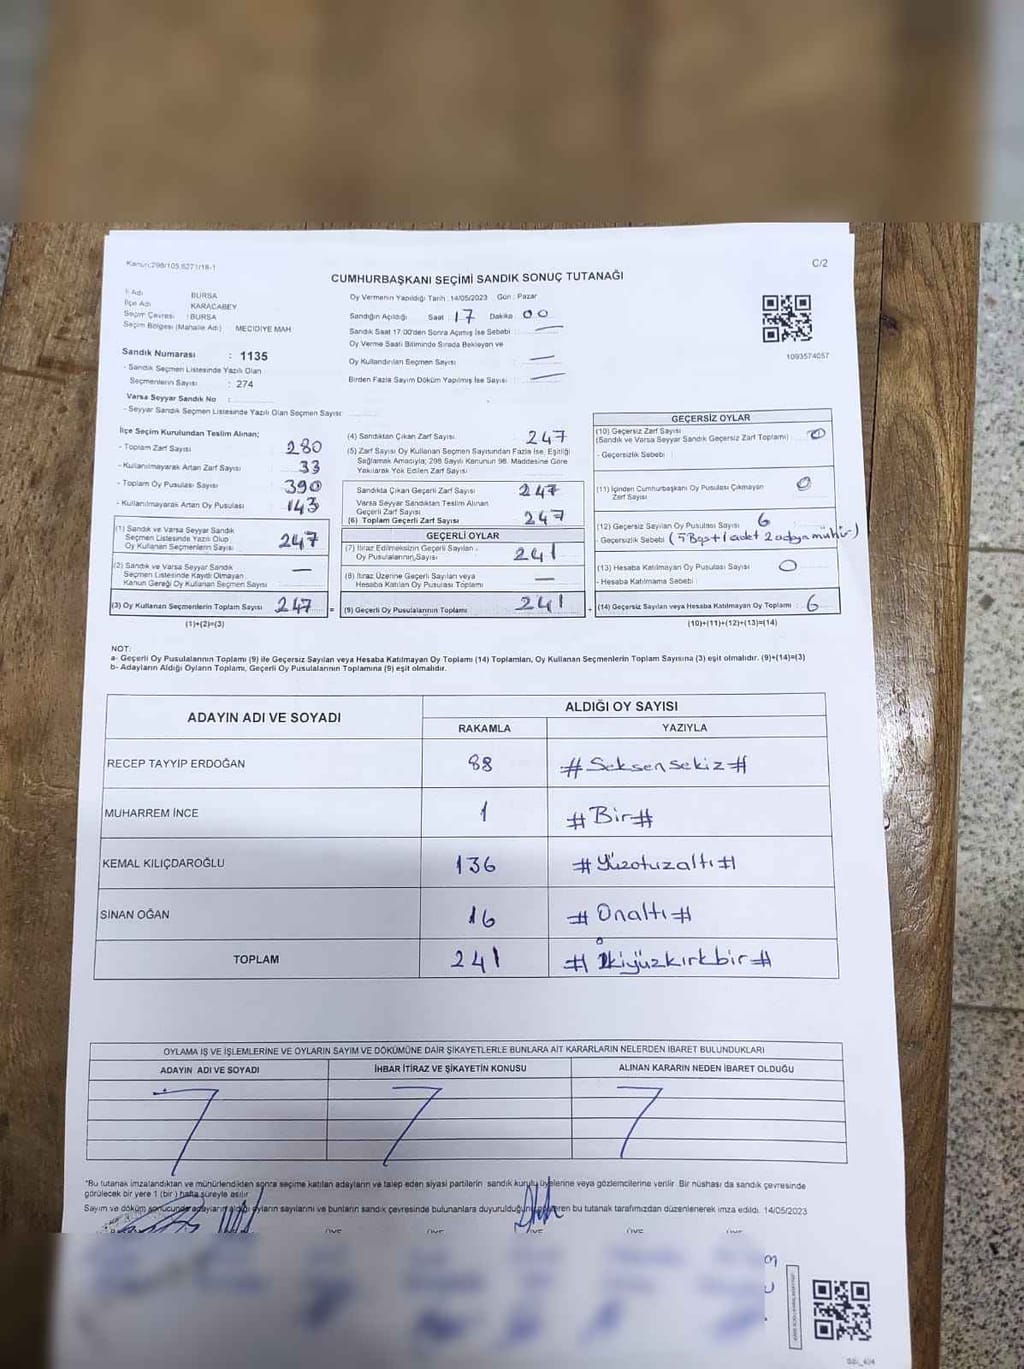 Kanun:298/105,6271/18-1
C/2
CUMHURBAŞKANI SEÇİMİ SANDIK SONUÇ TUTANAĞI
İl Adı BURSA
İlçe Adı KARACABEY
Seçim Çevresi : BURSA
Seçim Bölgesi (Mahalle Adı) : MECİDİYE MAH
Sandık Numarası : 1135
- Sandık Seçmen Listesinde Yazılı Olan
Seçmenlerin Sayısı : 274
Varsa Seyyar Sandık No :
- Seyyar Sandık Seçmen Listesinde Yazılı Olan Seçmen Sayısı:
Oy Vermenin Yapıldığı Tarih : 14/05/2023 Gün : Pazar
Sandığın Açıldığı Saat : 17 Dakika : 00
Sandık Saat 17:00'den Sonra Açımış İse Sebebi : —
Oy Verme Saati Bitiminde Sırada Bekleyen ve
Oy Kullandırılan Seçmen Sayısı : —
Birden Fazla Sayım Döküm Yapılmış İse Sayısı : —
1093574057
İlçe Seçim Kurulundan Teslim Alınan;
- Toplam Zarf Sayısı : 280
- Kullanılmayarak Artan Zarf Sayısı : 33
- Toplam Oy Pusulası Sayısı : 390
- Kullanılmayarak Artan Oy Pusulası : 143
(1) Sandık ve Varsa Seyyar Sandık
Seçmen Listesinde Yazılı Olup
Oy Kullanan Seçmenlerin Sayısı : 247
(2) Sandık ve Varsa Seyyar Sandık
Seçmen Listesinde Kayıtlı Olmayan
Kanun Gereği Oy Kullanan Seçmen Sayısı : —
(3) Oy Kullanan Seçmenlerin Toplam Sayısı : 247 =
(1)+(2)=(3)
(4) Sandıktan Çıkan Zarf Sayısı : 247
(5) Zarf Sayısı Oy Kullanan Seçmen Sayısından Fazla İse, Eşitliği
Sağlamak Amacıyla; 298 Sayılı Kanunun 98. Maddesine Göre
Yakılarak Yok Edilen Zarf Sayısı :
Sandıkta Çıkan Geçerli Zarf Sayısı : 247
Varsa Seyyar Sandıktan Teslim Alınan
Geçerli Zarf Sayısı
(6) Toplam Geçerli Zarf Sayısı : 247
GEÇERLİ OYLAR
(7) İtiraz Edilmeksizin Geçerli Sayılan
Oy Pusulalarının Sayısı : 241
(8) İtiraz Üzerine Geçerli Sayılan veya
Hesaba Katılan Oy Pusulası Toplamı : —
(9) Geçerli Oy Pusulalarının Toplamı : 241 +
GEÇERSİZ OYLAR
(10) Geçersiz Zarf Sayısı
(Sandık ve Varsa Seyyar Sandık Geçersiz Zarf Toplamı) : 0
- Geçersizlik Sebebi :
(11) İçinden Cumhurbaşkanı Oy Pusulası Çıkmayan
Zarf Sayısı : 0
(12) Geçersiz Sayılan Oy Pusulası Sayısı : 6
- Geçersizlik Sebebi : (5 Boş + 1 adet 2 adaya mühür)
(13) Hesaba Katılmayan Oy Pusulası Sayısı : 0
- Hesaba Katılmama Sebebi :
(14) Geçersiz Sayılan veya Hesaba Katılmayan Oy Toplamı : 6
(10)+(11)+(12)+(13)=(14)
NOT:
a- Geçerli Oy Pusulalarının Toplamı (9) ile Geçersiz Sayılan veya Hesaba Katılmayan Oy Toplamı (14) Toplamları, Oy Kullanan Seçmenlerin Toplam Sayısına (3) eşit olmalıdır. (9)+(14)=(3)
b- Adayların Aldığı Oyların Toplamı, Geçerli Oy Pusulalarının Toplamına (9) eşit olmalıdır.
ADAYIN ADI VE SOYADI ALDIĞI OY SAYISI
RAKAMLA YAZIYLA
RECEP TAYYİP ERDOĞAN 88 #Seksensekiz#
MUHARREM İNCE 1 #Bir#
KEMAL KILIÇDAROĞLU 136 #Yüzotuzaltı#
SİNAN OĞAN 16 #Onaltı#
TOPLAM 241 #İkiyüzkırkbir#
OYLAMA İŞ VE İŞLEMLERİNE VE OYLARIN SAYIM VE DÖKÜMÜNE DAİR ŞİKAYETLERLE BUNLARA AİT KARARLARIN NELERDEN İBARET BULUNDUKLARI
ADAYIN ADI VE SOYADI İHBAR İTİRAZ VE ŞİKAYETİN KONUSU ALINAN KARARIN NEDEN İBARET OLDUĞU
*Bu tutanak imzalandıktan ve mühürlendikten sonra seçime katılan adayların ve talep eden siyasi partilerin sandık kurulu üyelerine veya gözlemcilerine verilir. Bir nüshası da sandık çevresinde
görülecek bir yere 1 (bir) hafta süreyle asılır.
Sayım ve döküm sonucunda adayların aldığı oyların sayılarını ve bunların sandık çevresinde bulunanlara duyurulduğunu içeren bu tutanak tarafımızdan düzenlenerek imza edildi. 14/05/2023